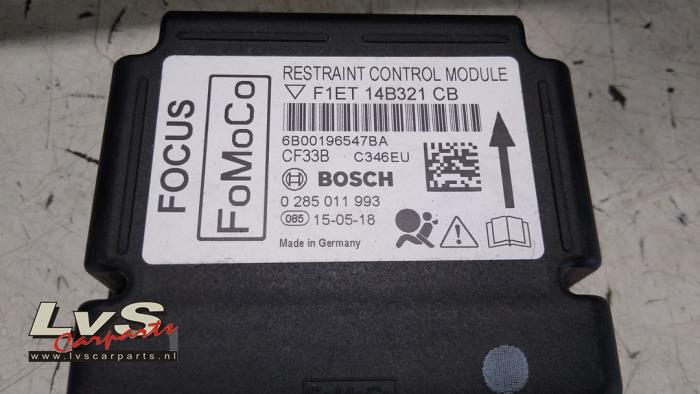 FOCUS
FoMoCo
RESTRAINT CONTROL MODULE
F1ET 14B321 CB
6B00196547BA
CF33B C346EU
BOSCH
0 285 011 993
085 15-05-18
Made in Germany
LvS
Carparts
www.lvscarparts.nl
FoMoCo